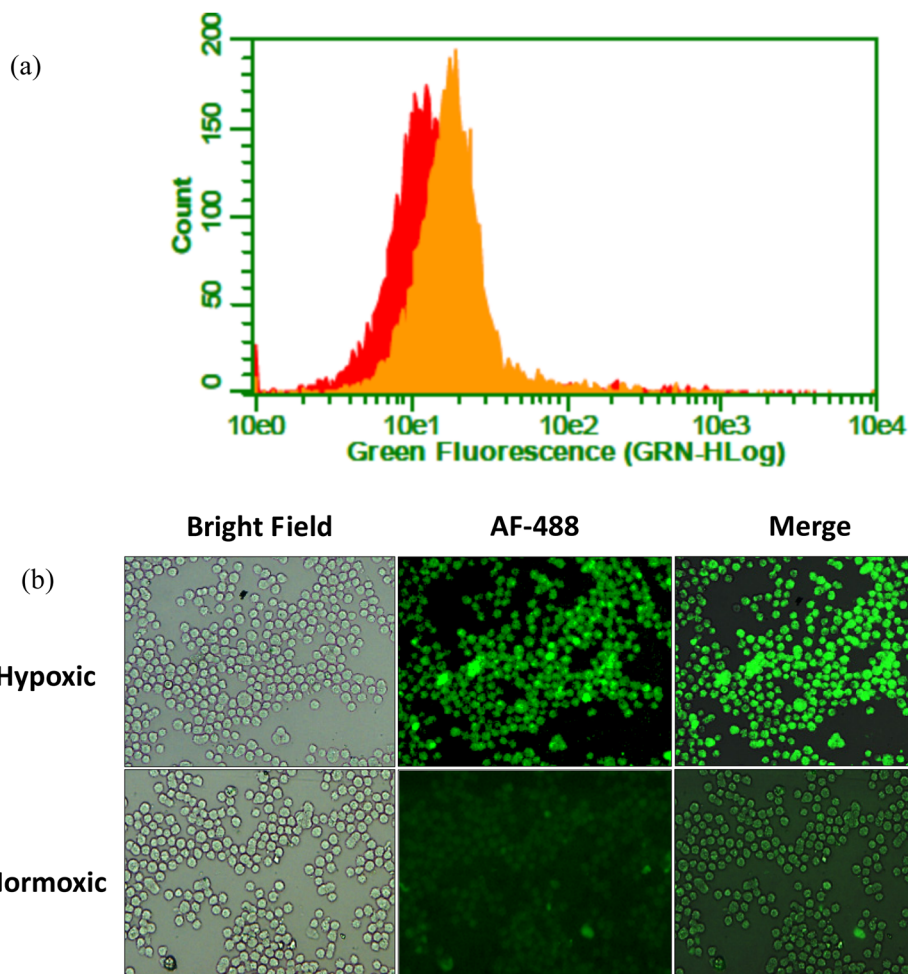 (a)
200
150
100
50
0
Count
10e0 10e1 10e2 10e3 10e4
Green Fluorescence (GRN-HLog)
Bright Field AF-488 Merge
(b)
Hypoxic
Normoxic